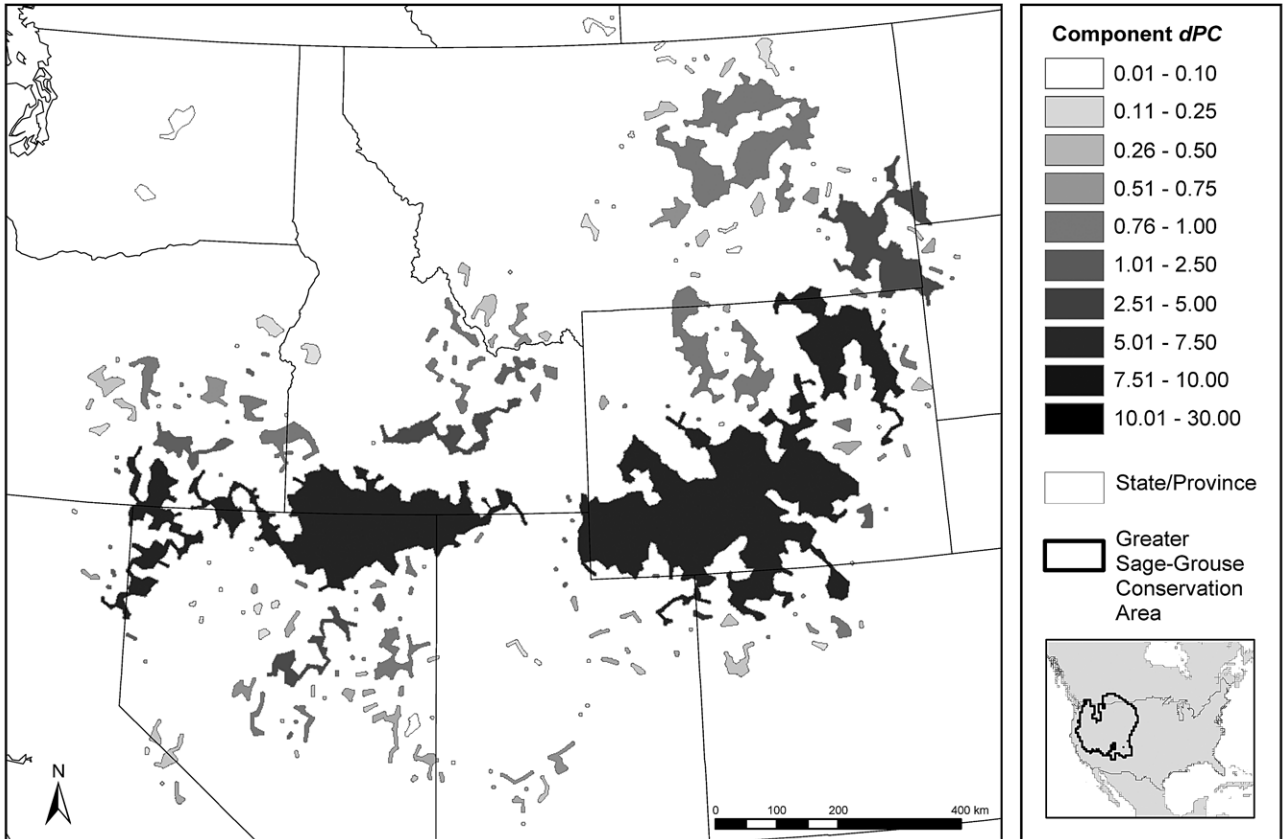 Component dPC
0.01 - 0.10
0.11 - 0.25
0.26 - 0.50
0.51 - 0.75
0.76 - 1.00
1.01 - 2.50
2.51 - 5.00
5.01 - 7.50
7.51 - 10.00
10.01 - 30.00
State/Province
Greater
Sage-Grouse
Conservation
Area
N
0 100 200 400 km